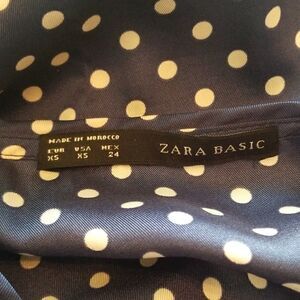 MADE IN MOROCCO
EUR USA MEX
XS XS 24
ZARA BASIC